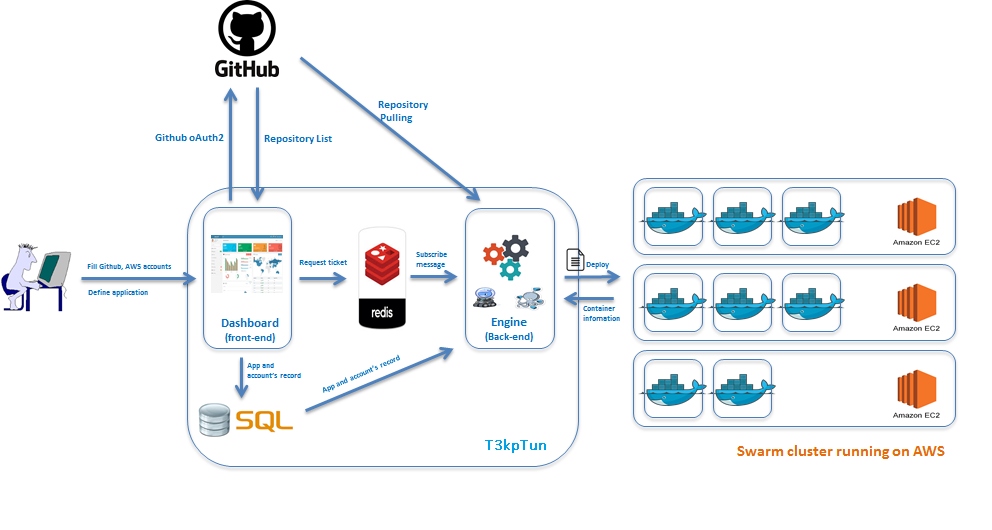 GitHub
Repository
Pulling
Github oAuth2
Repository List
Fill Github, AWS accounts
Define application
Request ticket
Subscribe
message
redis
Dashboard
(front-end)
Engine
(Back-end)
Deploy
Container
infomation
App and
account's record
App and account's record
SQL
T3kpTun
Amazon EC2
Amazon EC2
Amazon EC2
Swarm cluster running on AWS